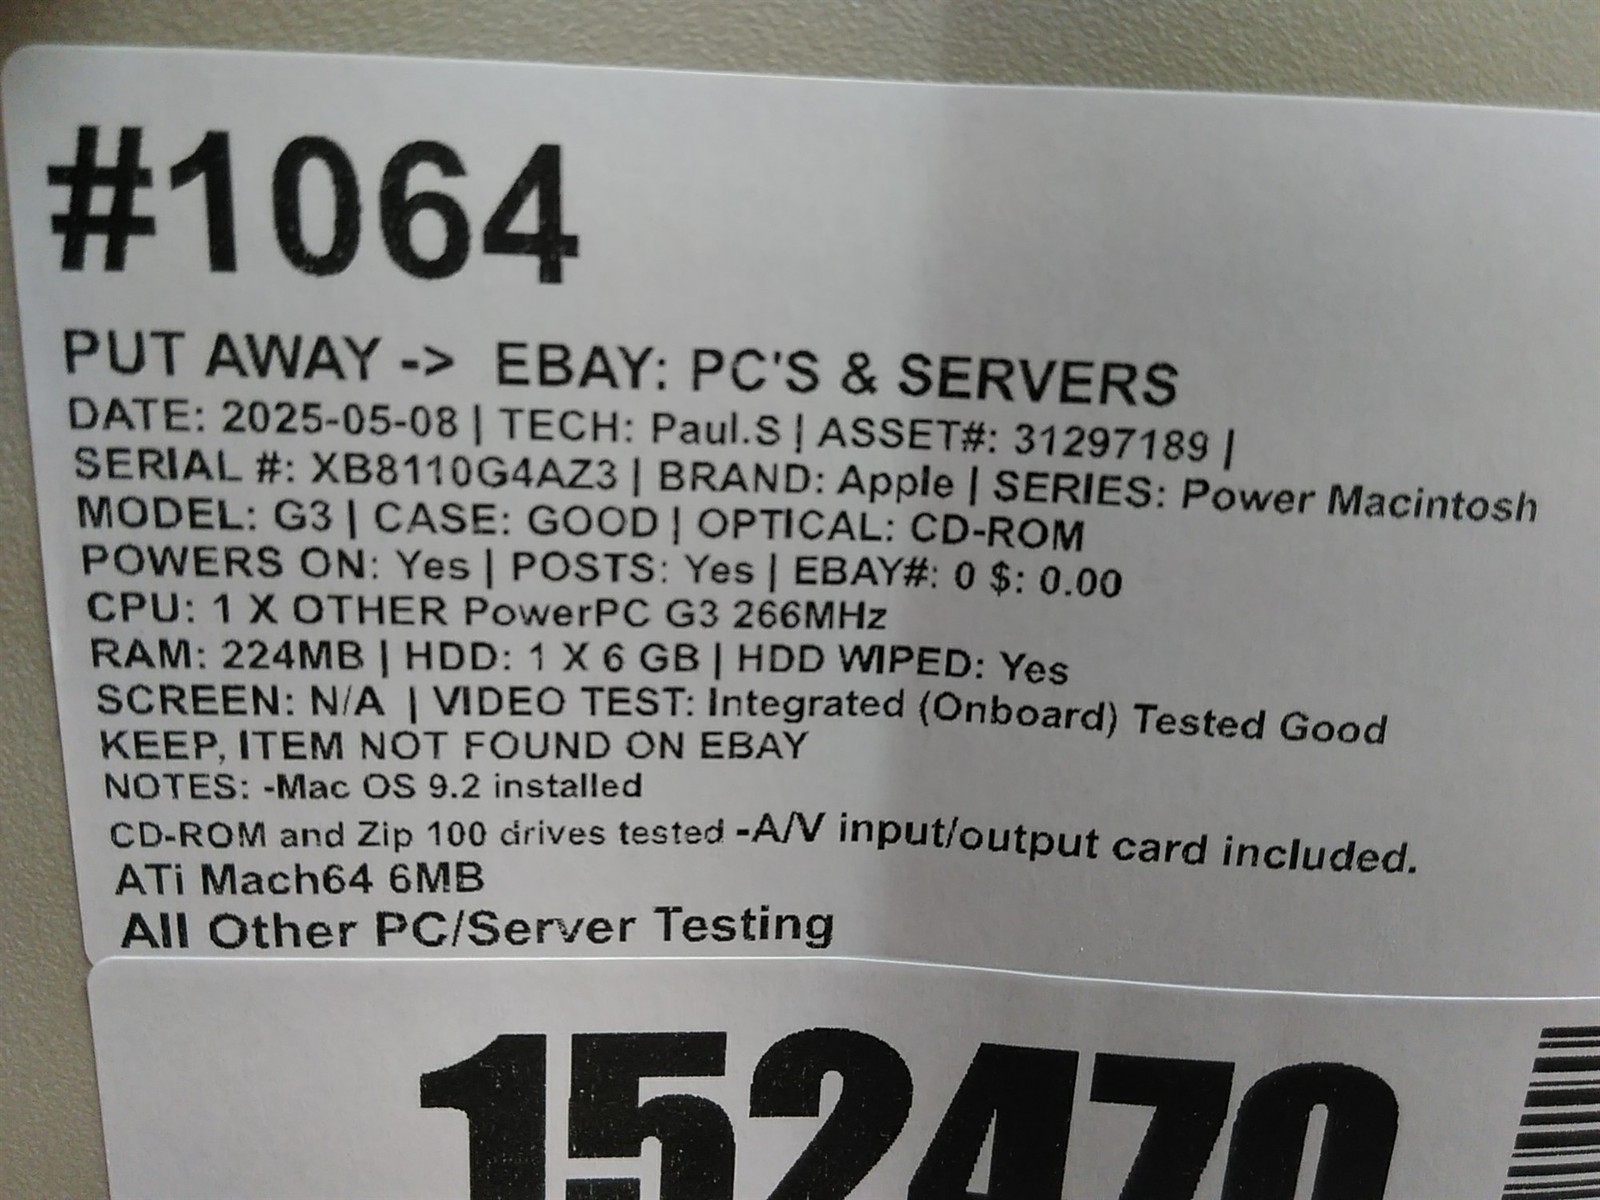 #1064
PUT AWAY -> EBAY: PC'S & SERVERS
DATE: 2025-05-08 | TECH: Paul.S | ASSET#: 31297189 |
SERIAL #: XB8110G4AZ3 | BRAND: Apple | SERIES: Power Macintosh
MODEL: G3 | CASE: GOOD | OPTICAL: CD-ROM
POWERS ON: Yes | POSTS: Yes | EBAY#: 0 $: 0.00
CPU: 1 X OTHER PowerPC G3 266MHz
RAM: 224MB | HDD: 1 X 6 GB | HDD WIPED: Yes
SCREEN: N/A | VIDEO TEST: Integrated (Onboard) Tested Good
KEEP, ITEM NOT FOUND ON EBAY
NOTES: -Mac OS 9.2 installed
CD-ROM and Zip 100 drives tested -A/V input/output card included.
ATi Mach64 6MB
All Other PC/Server Testing
152470